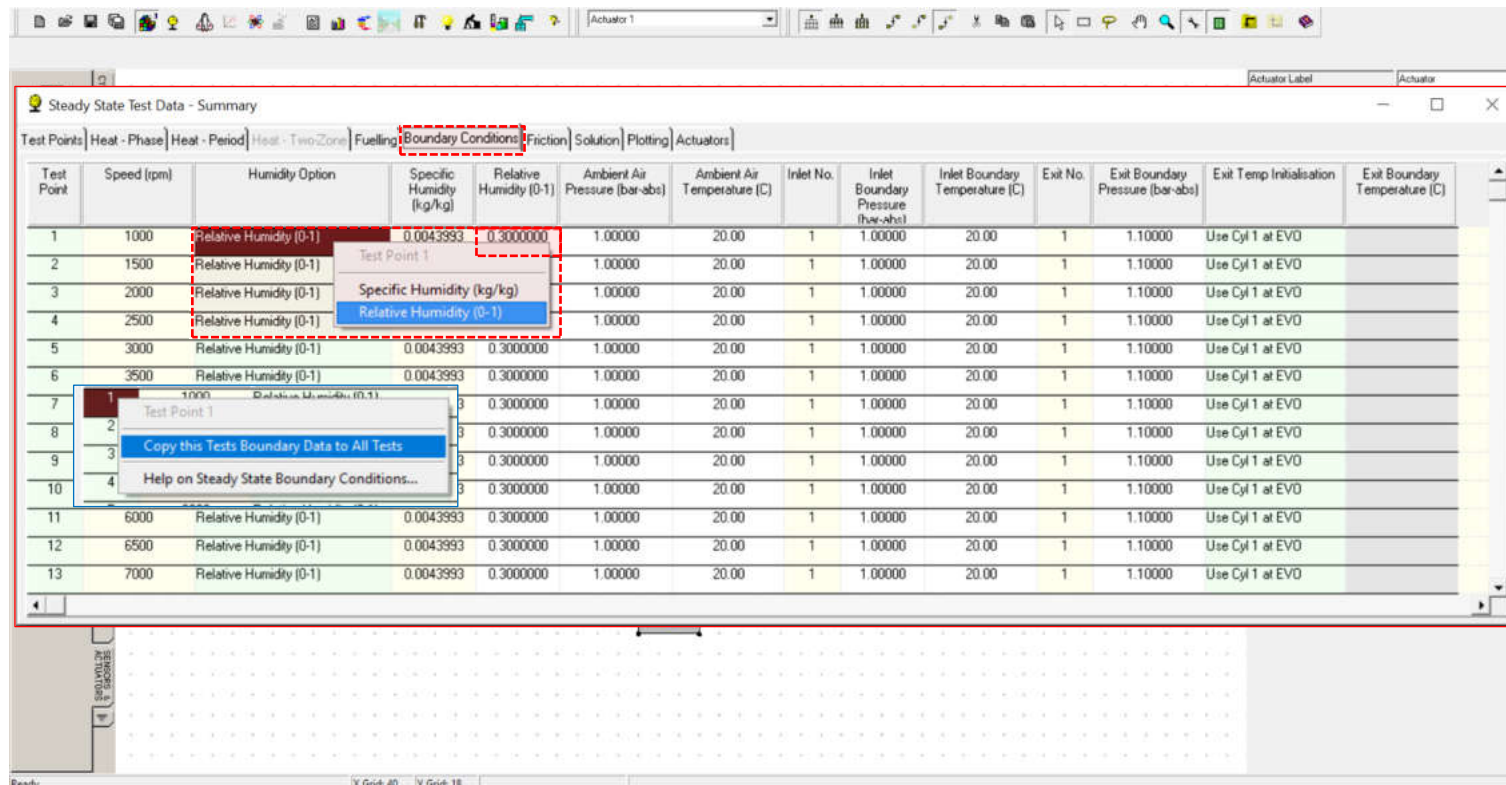 Actuator 1
Actuator Label Actuator
Steady State Test Data - Summary
Test Points Heat - Phase Heat - Period Heat - Two-Zone Fuelling Boundary Conditions Friction Solution Plotting Actuators
Test Point Speed (rpm) Humidity Option Specific Humidity (kg/kg) Relative Humidity (0-1) Ambient Air Pressure (bar-abs) Ambient Air Temperature (C) Inlet No. Inlet Boundary Pressure (bar-abs) Inlet Boundary Temperature (C) Exit No. Exit Boundary Pressure (bar-abs) Exit Temp Initialisation Exit Boundary Temperature (C)
1 1000 Relative Humidity (0-1) 0.0043993 0.3000000 1.00000 20.00 1 1.00000 20.00 1 1.10000 Use Cyl 1 at EVO
Test Point 1
2 1500 Relative Humidity (0-1) 1.00000 20.00 1 1.00000 20.00 1 1.10000 Use Cyl 1 at EVO
Specific Humidity (kg/kg)
3 2000 Relative Humidity (0-1) 1.00000 20.00 1 1.00000 20.00 1 1.10000 Use Cyl 1 at EVO
Relative Humidity (0-1)
4 2500 Relative Humidity (0-1) 1.00000 20.00 1 1.00000 20.00 1 1.10000 Use Cyl 1 at EVO
5 3000 Relative Humidity (0-1) 0.0043993 0.3000000 1.00000 20.00 1 1.00000 20.00 1 1.10000 Use Cyl 1 at EVO
6 3500 Relative Humidity (0-1) 0.0043993 0.3000000 1.00000 20.00 1 1.00000 20.00 1 1.10000 Use Cyl 1 at EVO
1 1000 Relative Humidity (0-1)
7 3 0.3000000 1.00000 20.00 1 1.00000 20.00 1 1.10000 Use Cyl 1 at EVO
Test Point 1
8 2 3 0.3000000 1.00000 20.00 1 1.00000 20.00 1 1.10000 Use Cyl 1 at EVO
Copy this Tests Boundary Data to All Tests
9 3 3 0.3000000 1.00000 20.00 1 1.00000 20.00 1 1.10000 Use Cyl 1 at EVO
Help on Steady State Boundary Conditions...
10 4 3 0.3000000 1.00000 20.00 1 1.00000 20.00 1 1.10000 Use Cyl 1 at EVO
11 6000 Relative Humidity (0-1) 0.0043993 0.3000000 1.00000 20.00 1 1.00000 20.00 1 1.10000 Use Cyl 1 at EVO
12 6500 Relative Humidity (0-1) 0.0043993 0.3000000 1.00000 20.00 1 1.00000 20.00 1 1.10000 Use Cyl 1 at EVO
13 7000 Relative Humidity (0-1) 0.0043993 0.3000000 1.00000 20.00 1 1.00000 20.00 1 1.10000 Use Cyl 1 at EVO
SENSORS &
ACTUATORS